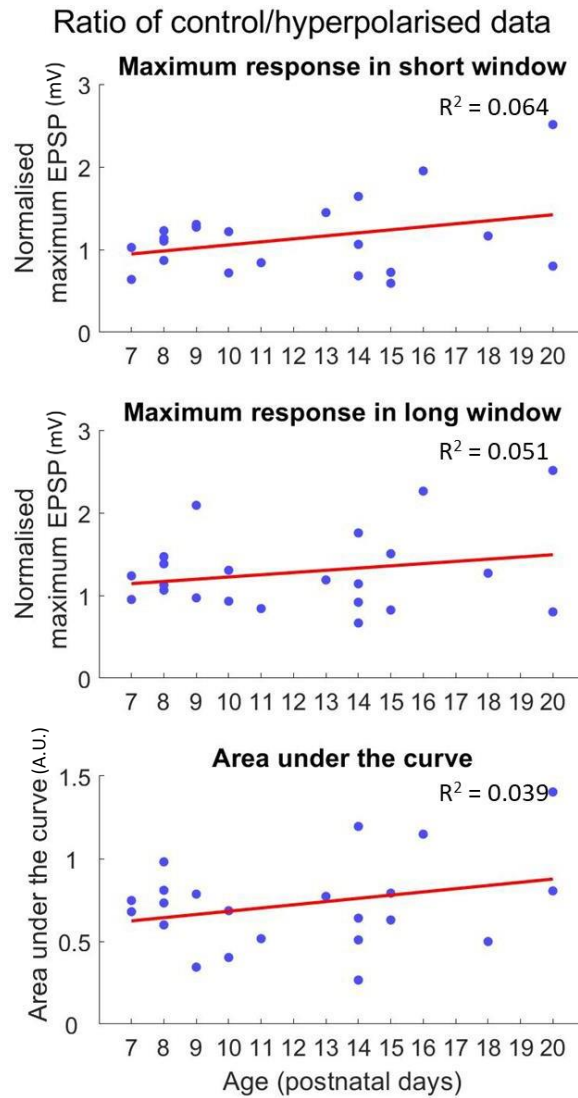 Ratio of control/hyperpolarised data
Maximum response in short window
R² = 0.064
Normalised
maximum EPSP (mV)
3
2
1
0
7 8 9 10 11 12 13 14 15 16 17 18 19 20
Maximum response in long window
R² = 0.051
Normalised
maximum EPSP (mV)
3
2
1
0
7 8 9 10 11 12 13 14 15 16 17 18 19 20
Area under the curve
R² = 0.039
Area under the curve (A.U.)
1.5
1
0.5
0
7 8 9 10 11 12 13 14 15 16 17 18 19 20
Age (postnatal days)